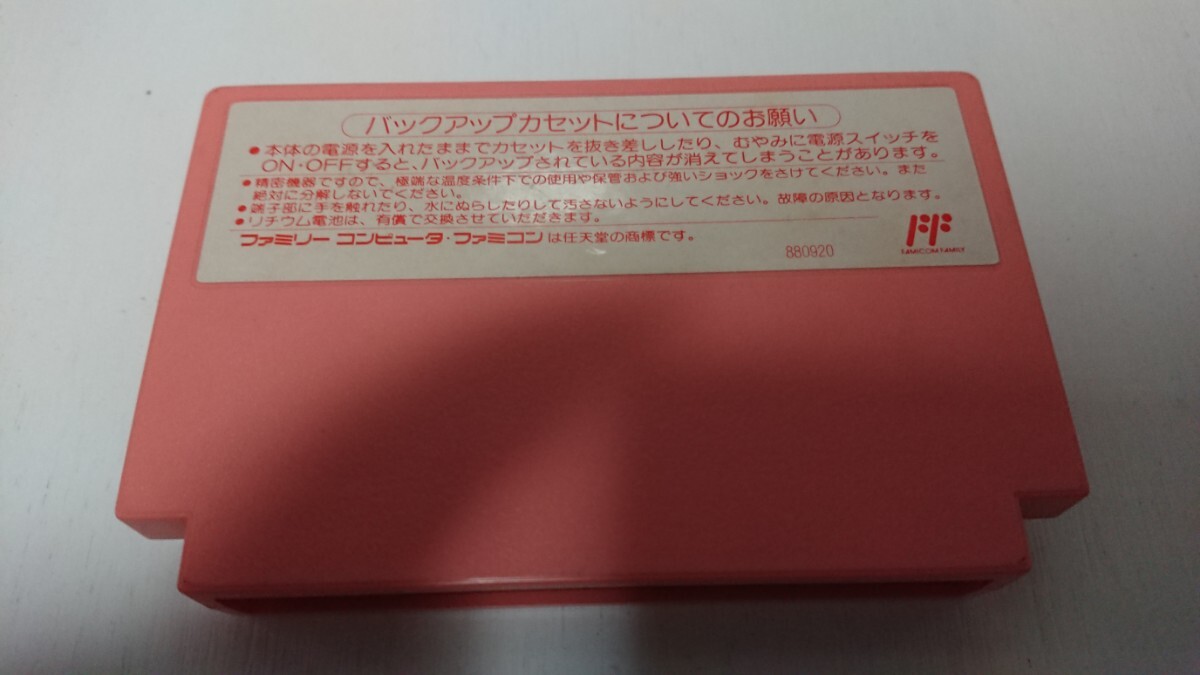 バックアップカセットについてのお願い
●本体の電源を入れたままでカセットを抜き差ししたり、むやみに電源スイッチを
ON・OFFすると、バックアップされている内容が消えてしまうことがあります。
●精密機器ですので、極端な温度条件下での使用や保管および強いショックをさけてください。また
絶対に分解しないでください。
●端子部に手を触れたり、水にぬらしたりして汚さないようにしてください。故障の原因となります。
●リチウム電池は、有償で交換させていただきます。
ファミリー コンピュータ・ファミコンは任天堂の商標です。
880920
FF
FAMICOM FAMILY